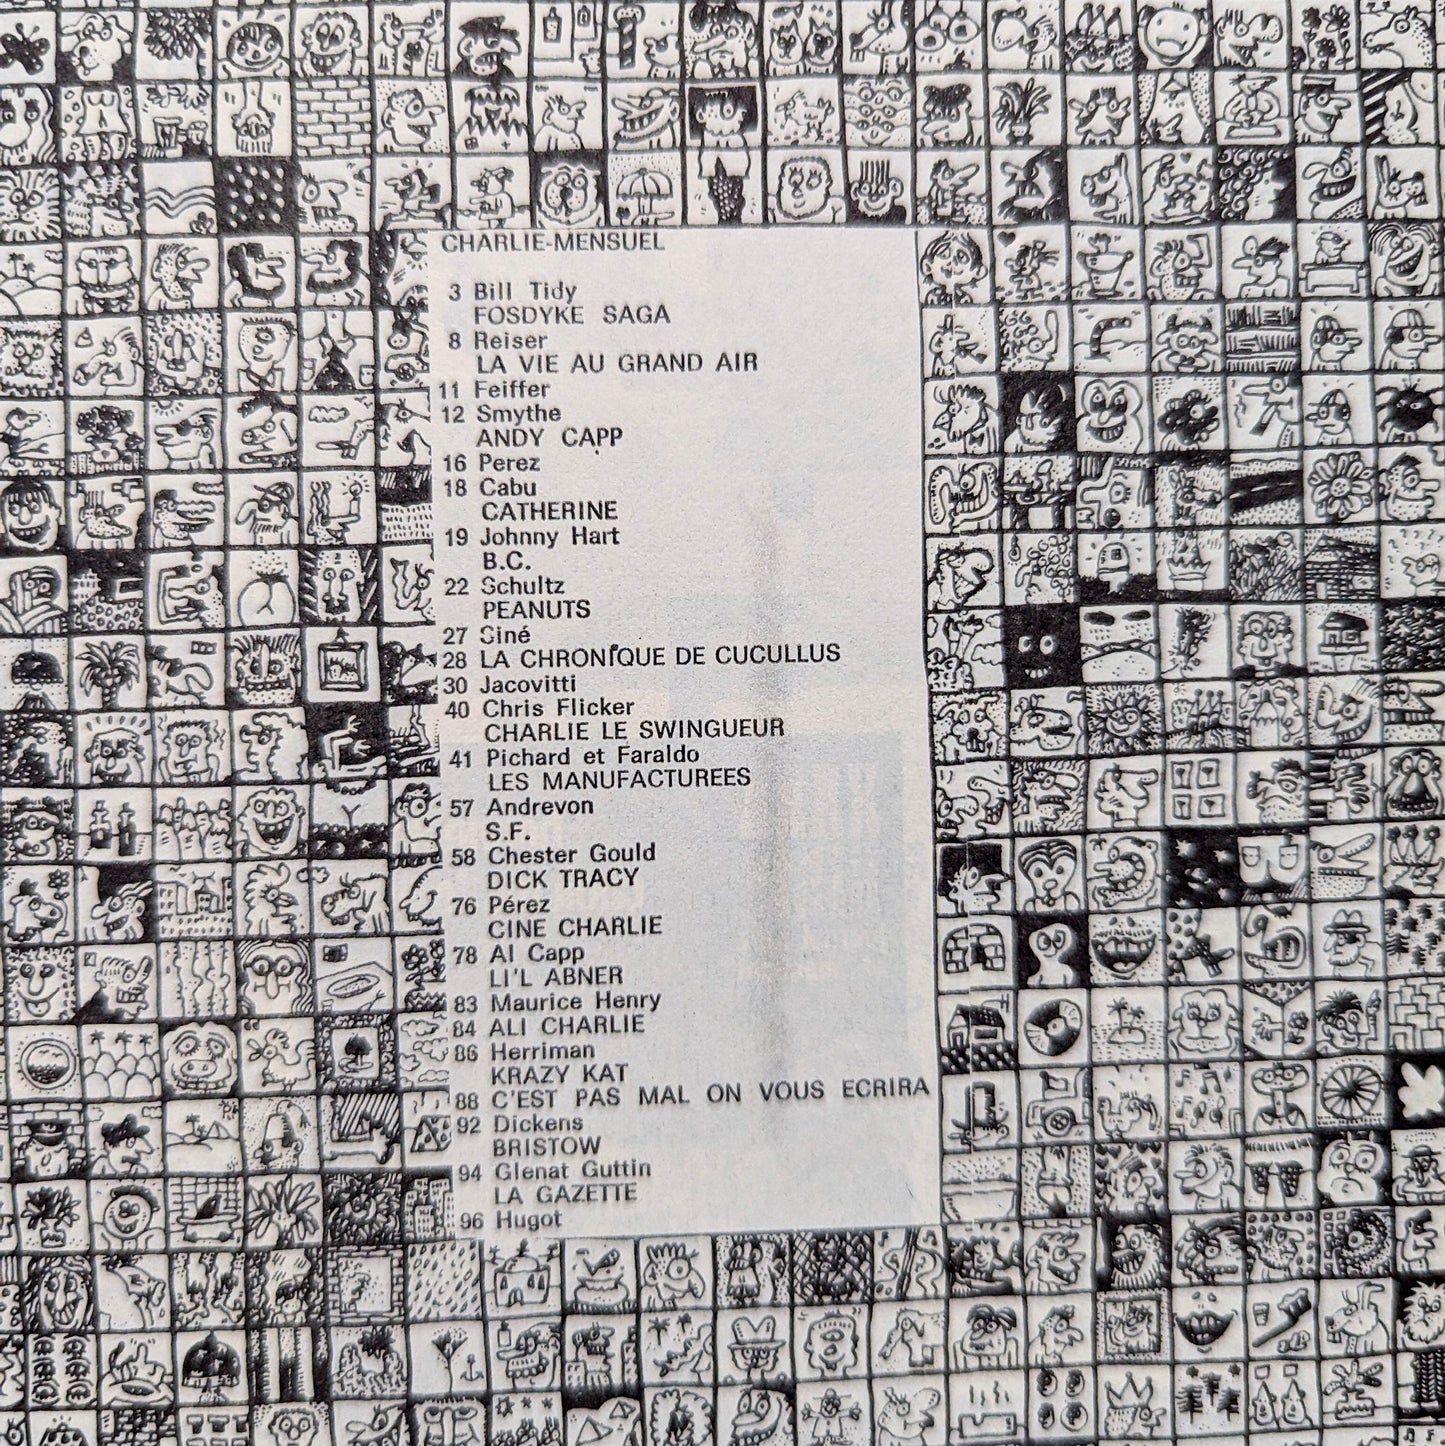 CHARLIE-MENSUEL
3 Bill Tidy
FOSDYKE SAGA
8 Reiser
LA VIE AU GRAND AIR
11 Feiffer
12 Smythe
ANDY CAPP
16 Perez
18 Cabu
CATHERINE
19 Johnny Hart
B.C.
22 Schultz
PEANUTS
27 Siné
28 LA CHRONIQUE DE CUCULLUS
30 Jacovitti
40 Chris Flicker
CHARLIE LE SWINGUEUR
41 Pichard et Faraldo
LES MANUFACTUREES
57 Andrevon
S.F.
58 Chester Gould
DICK TRACY
76 Pérez
CINE CHARLIE
78 Al Capp
LI'L ABNER
83 Maurice Henry
84 ALI CHARLIE
86 Herriman
KRAZY KAT
88 C'EST PAS MAL ON VOUS ECRIRA
92 Dickens
BRISTOW
94 Glenat Guttin
LA GAZETTE
96 Hugot